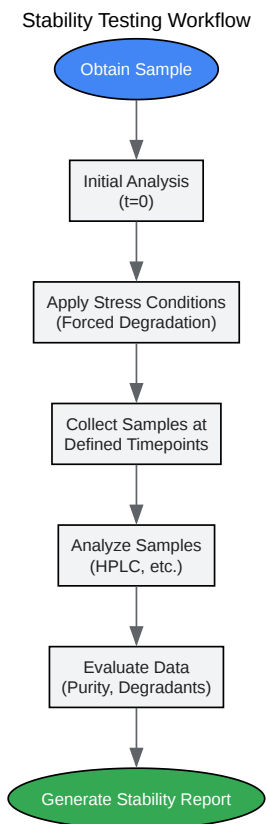 Stability Testing Workflow
Obtain Sample
Initial Analysis
(t=0)
Apply Stress Conditions
(Forced Degradation)
Collect Samples at
Defined Timepoints
Analyze Samples
(HPLC, etc.)
Evaluate Data
(Purity, Degradants)
Generate Stability Report